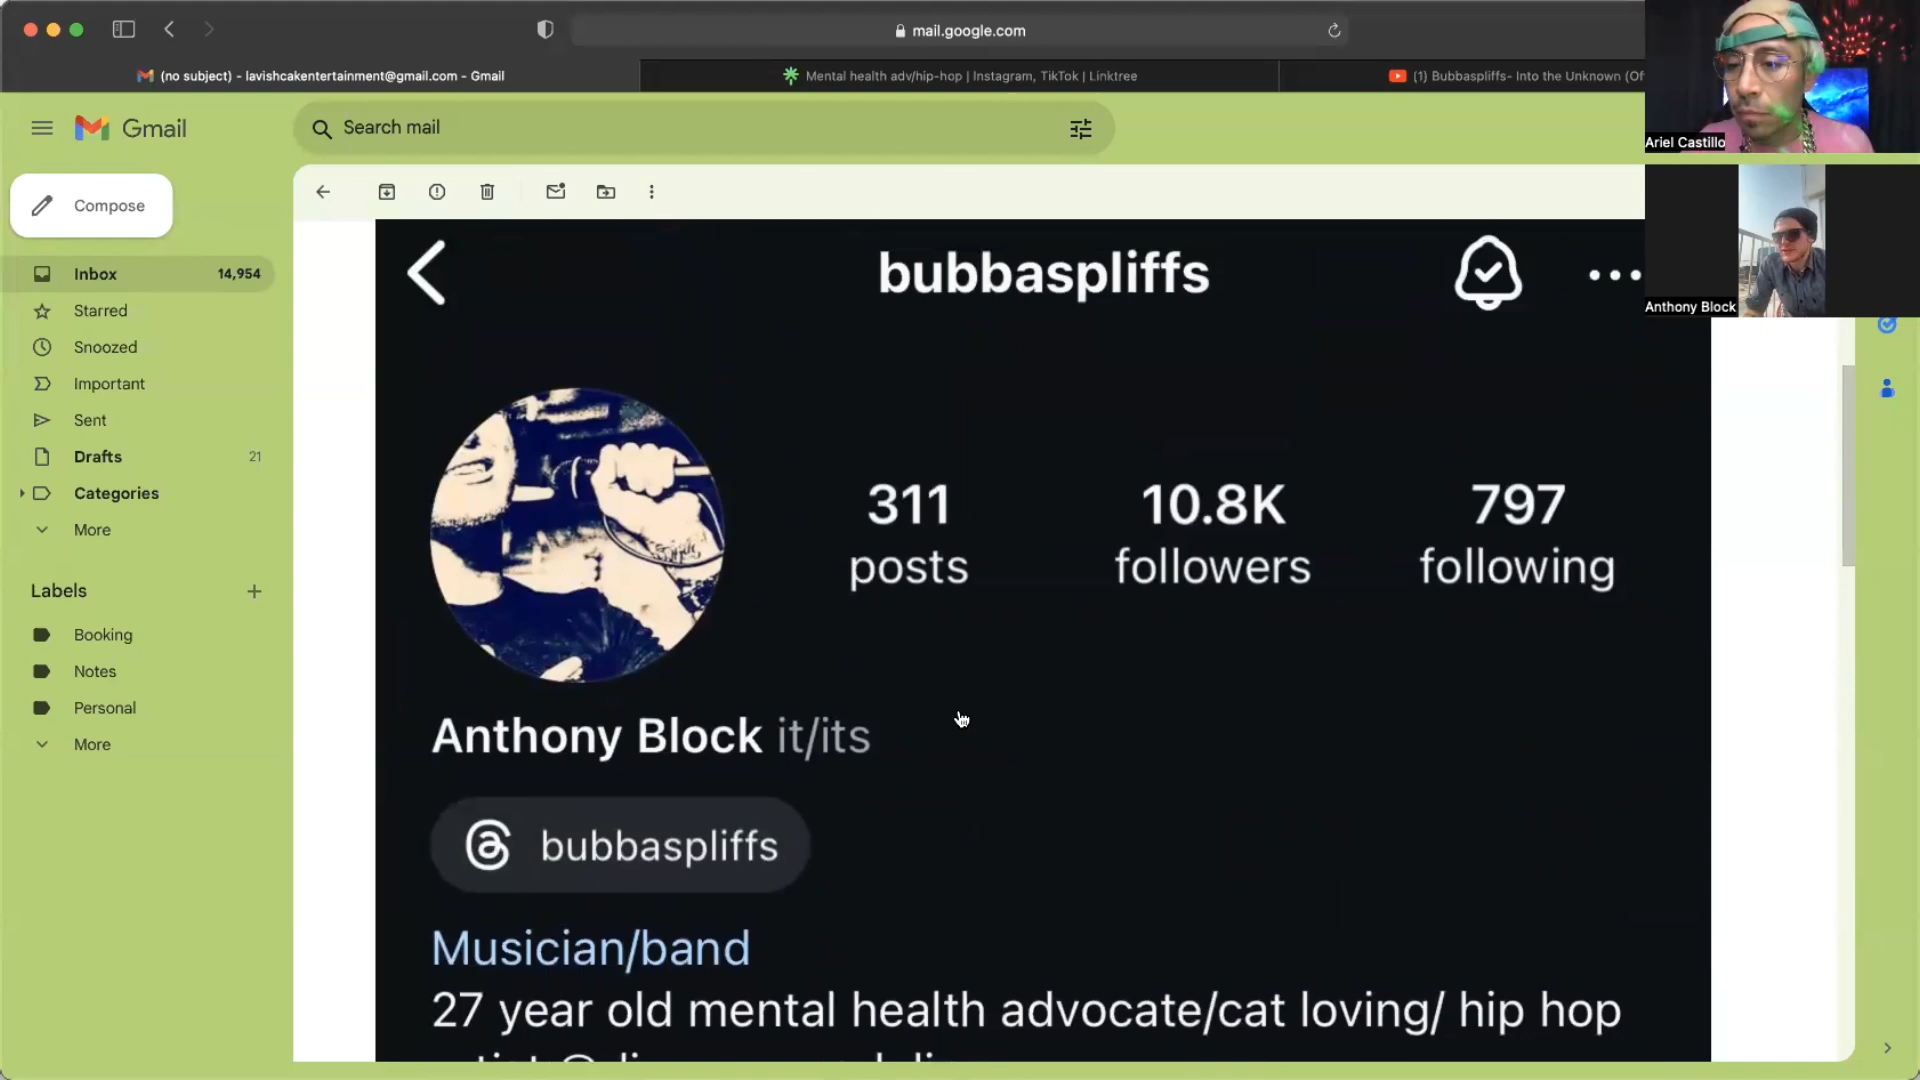 mail.google.com
(no subject) - lavishcakentertainment@gmail.com - Gmail
Mental health adv/hip-hop | Instagram, TikTok | Linktree
(1) Bubbaspliffs- Into the Unknown (Of
Ariel Castillo
Gmail
Search mail
Compose
Inbox 14,954
Starred
Snoozed
Important
Sent
Drafts 21
Categories
More
Labels
Booking
Notes
Personal
More
bubbaspliffs
Anthony Block
311 10.8K 797
posts followers following
Anthony Block it/its
bubbaspliffs
Musician/band
27 year old mental health advocate/cat loving/ hip hop